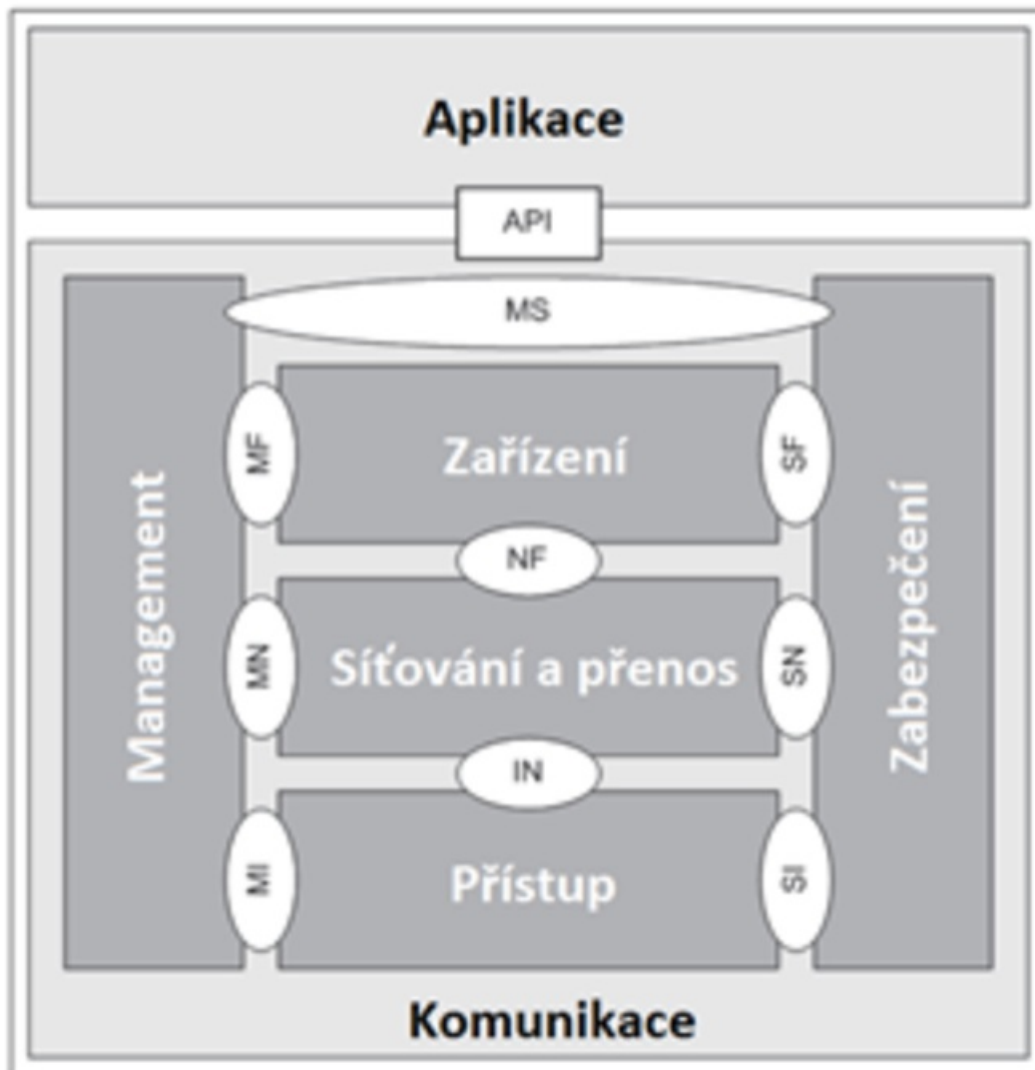 Aplikace
API
MS
MF
Zařízení
SF
NF
Management
MN
Síťování a přenos
SN
Zabezpečení
IN
MI
Přístup
SI
Komunikace